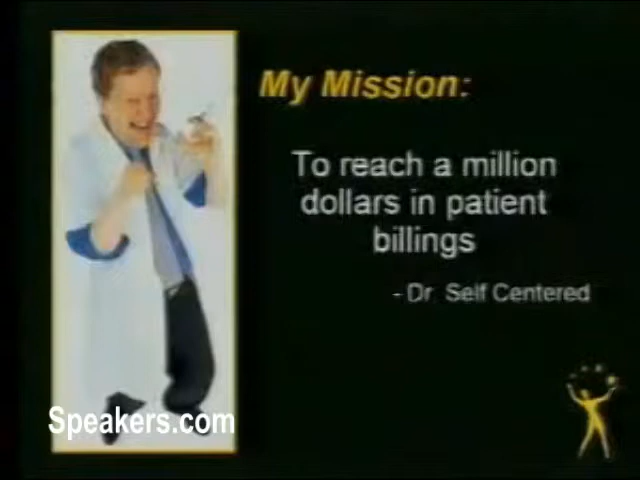 My Mission:
To reach a million
dollars in patient
billings
- Dr. Self Centered
Speakers.com